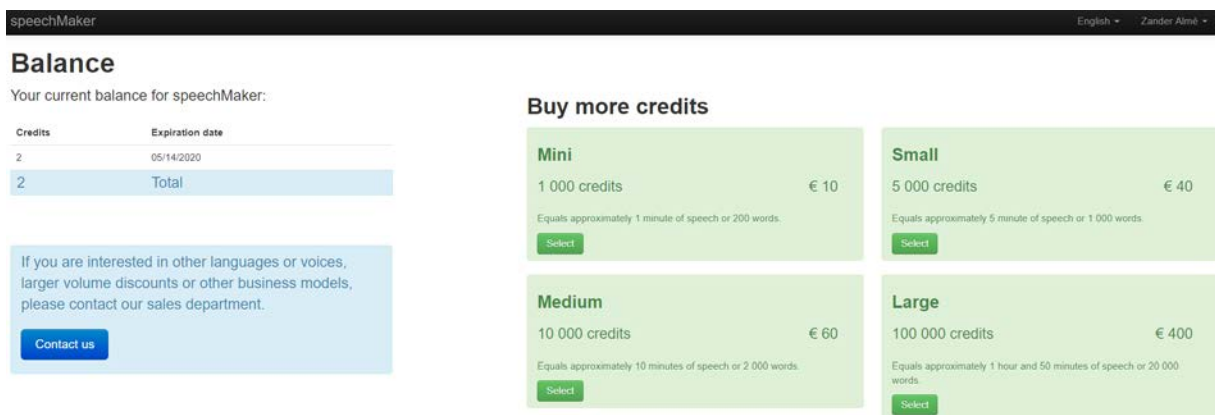 speechMaker English Zander Almé
Balance
Your current balance for speechMaker:
Credits Expiration date
2 05/14/2020
2 Total
If you are interested in other languages or voices,
larger volume discounts or other business models,
please contact our sales department.
Contact us
Buy more credits
Mini
1 000 credits € 10
Equals approximately 1 minute of speech or 200 words.
Select
Small
5 000 credits € 40
Equals approximately 5 minute of speech or 1 000 words.
Select
Medium
10 000 credits € 60
Equals approximately 10 minutes of speech or 2 000 words.
Select
Large
100 000 credits € 400
Equals approximately 1 hour and 50 minutes of speech or 20 000
words.
Select